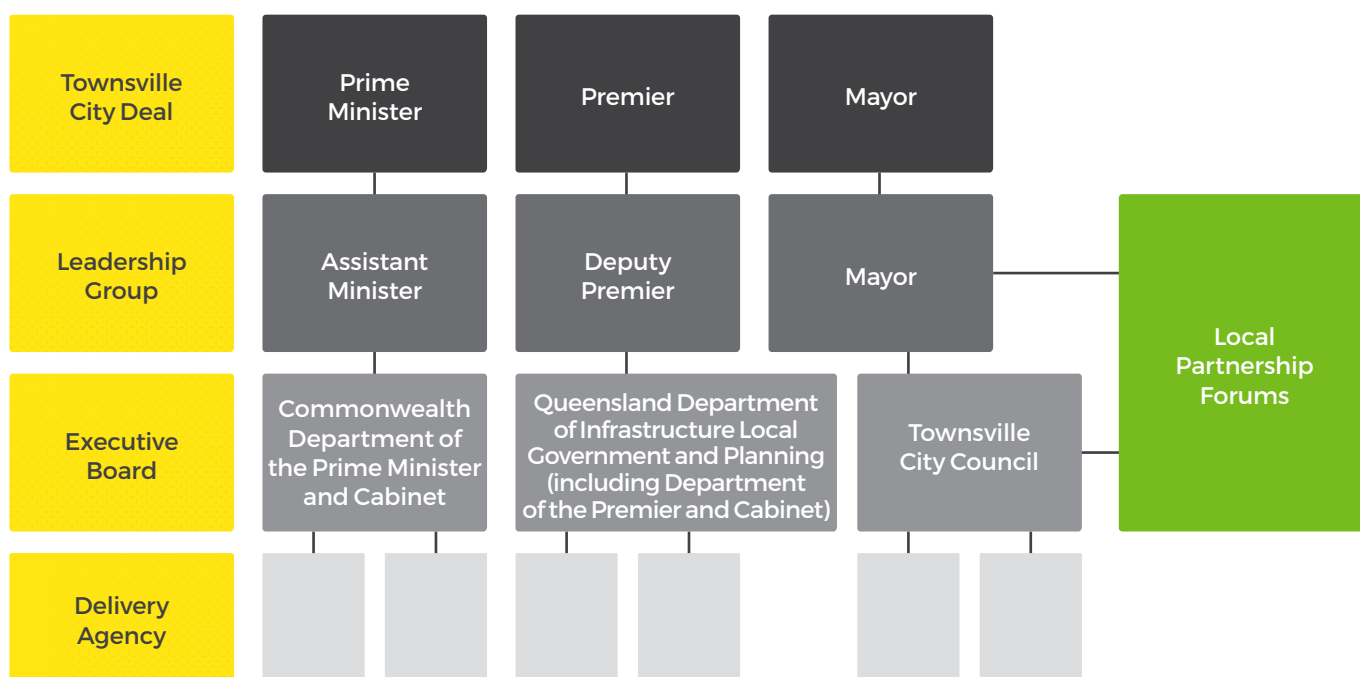 Townsville
City Deal
Prime
Minister
Premier
Mayor
Leadership
Group
Assistant
Minister
Deputy
Premier
Mayor
Local
Partnership
Forums
Executive
Board
Commonwealth
Department of
the Prime Minister
and Cabinet
Queensland Department
of Infrastructure Local
Government and Planning
(including Department
of the Premier and Cabinet)
Townsville
City Council
Delivery
Agency